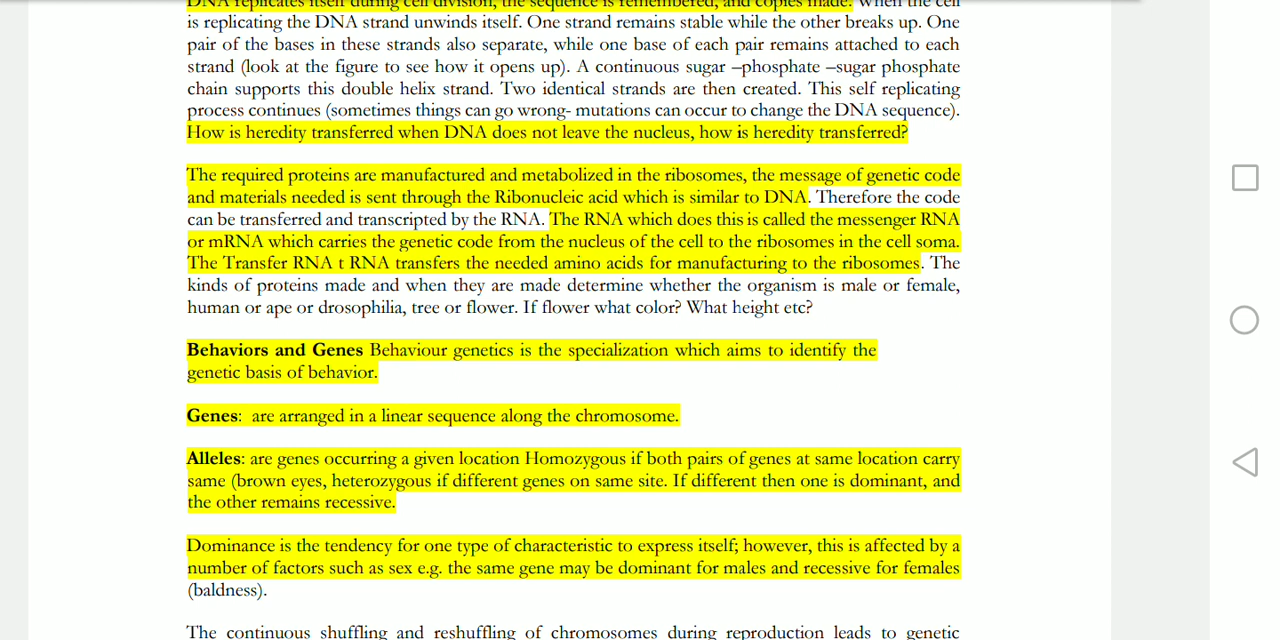 DNA replicates itself during cell division, the sequence is remembered, and copies made. When the cell
is replicating the DNA strand unwinds itself. One strand remains stable while the other breaks up. One
pair of the bases in these strands also separate, while one base of each pair remains attached to each
strand (look at the figure to see how it opens up). A continuous sugar –phosphate –sugar phosphate
chain supports this double helix strand. Two identical strands are then created. This self replicating
process continues (sometimes things can go wrong- mutations can occur to change the DNA sequence).
How is heredity transferred when DNA does not leave the nucleus, how is heredity transferred?
The required proteins are manufactured and metabolized in the ribosomes, the message of genetic code
and materials needed is sent through the Ribonucleic acid which is similar to DNA. Therefore the code
can be transferred and transcripted by the RNA. The RNA which does this is called the messenger RNA
or mRNA which carries the genetic code from the nucleus of the cell to the ribosomes in the cell soma.
The Transfer RNA t RNA transfers the needed amino acids for manufacturing to the ribosomes. The
kinds of proteins made and when they are made determine whether the organism is male or female,
human or ape or drosophilia, tree or flower. If flower what color? What height etc?
Behaviors and Genes Behaviour genetics is the specialization which aims to identify the
genetic basis of behavior.
Genes: are arranged in a linear sequence along the chromosome.
Alleles: are genes occurring a given location Homozygous if both pairs of genes at same location carry
same (brown eyes, heterozygous if different genes on same site. If different then one is dominant, and
the other remains recessive.
Dominance is the tendency for one type of characteristic to express itself; however, this is affected by a
number of factors such as sex e.g. the same gene may be dominant for males and recessive for females
(baldness).
The continuous shuffling and reshuffling of chromosomes during reproduction leads to genetic